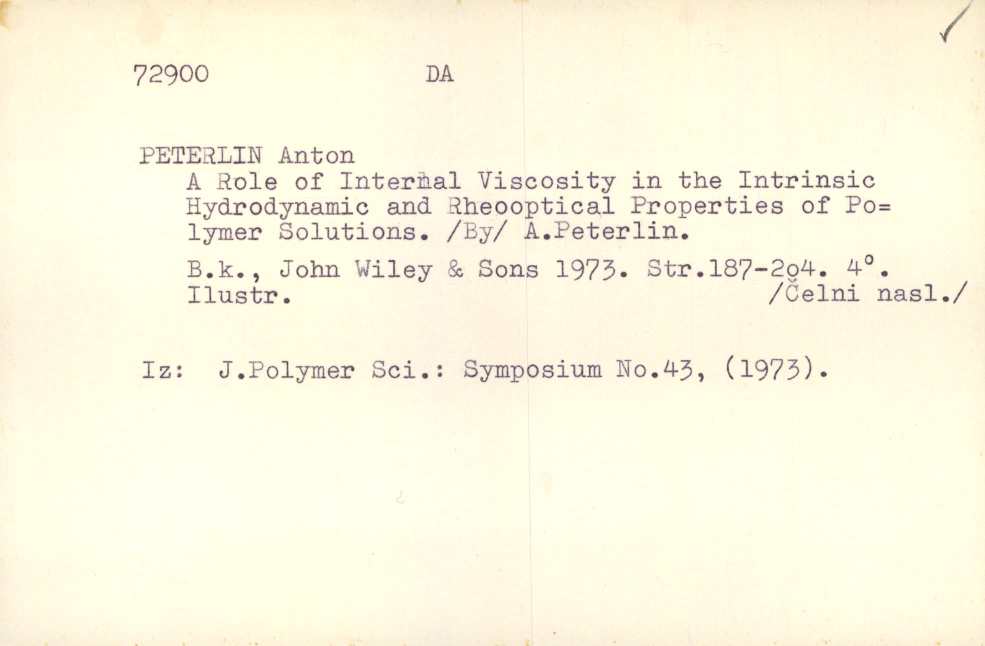 72900 DA
PETERLIN Anton
A Role of Internal Viscosity in the Intrinsic
Hydrodynamic and Rheooptical Properties of Po=
lymer Solutions. /By/ A.Peterlin.
B.k., John Wiley & Sons 1973. Str.187-2o4. 4°.
Ilustr. /Čelni nasl./
Iz: J.Polymer Sci.: Symposium No.43, (1973).